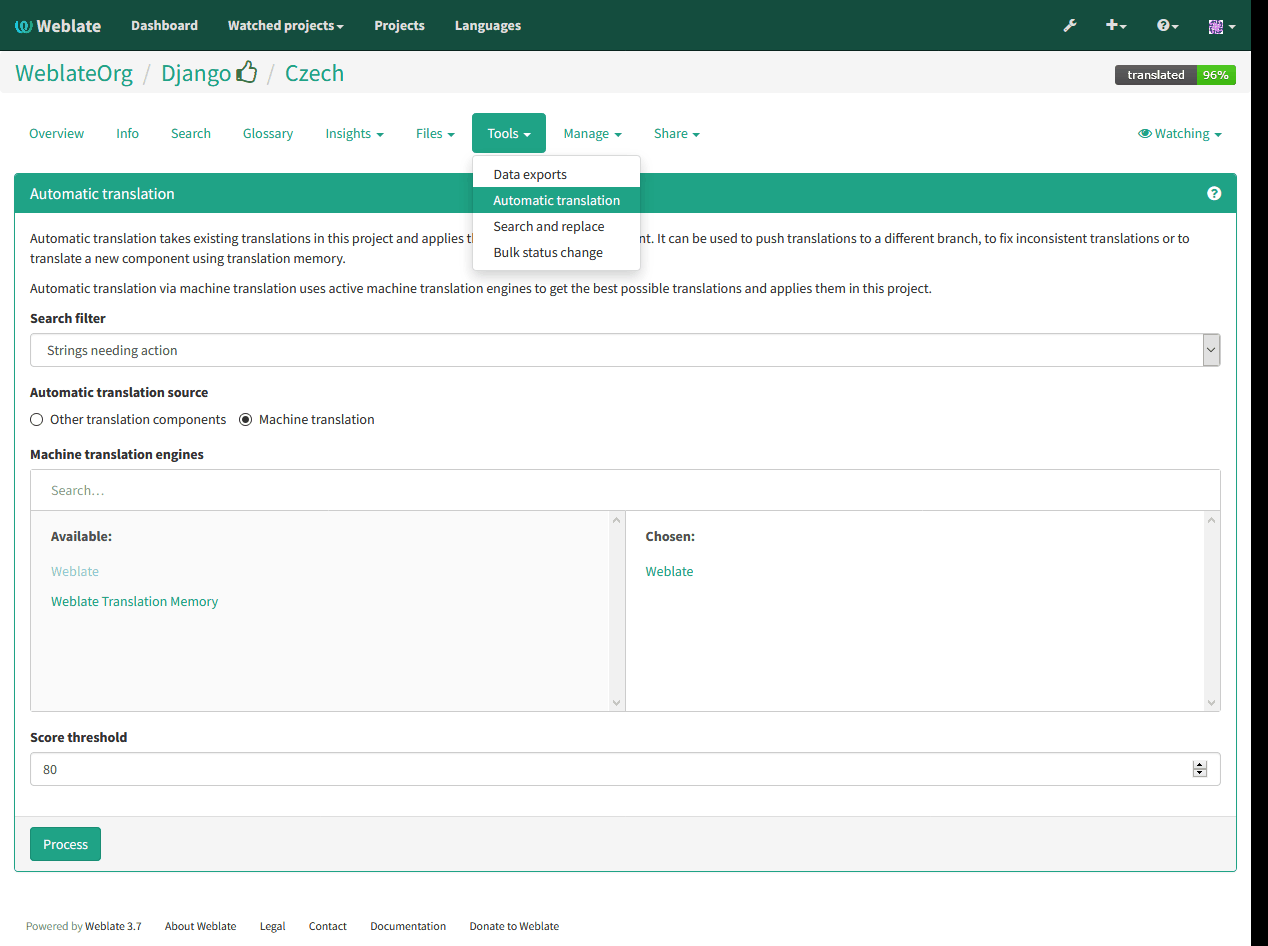 Weblate Dashboard Watched projects Projects Languages
WeblateOrg / Django / Czech
translated 96%
Overview Info Search Glossary Insights Files Tools Manage Share Watching
Data exports
Automatic translation
Search and replace
Bulk status change
Automatic translation
Automatic translation takes existing translations in this project and applies t nt. It can be used to push translations to a different branch, to fix inconsistent translations or to
translate a new component using translation memory.
Automatic translation via machine translation uses active machine translation engines to get the best possible translations and applies them in this project.
Search filter
Strings needing action
Automatic translation source
Other translation components Machine translation
Machine translation engines
Search…
Available:
Weblate
Weblate Translation Memory
Chosen:
Weblate
Score threshold
80
Process
Powered by Weblate 3.7 About Weblate Legal Contact Documentation Donate to Weblate